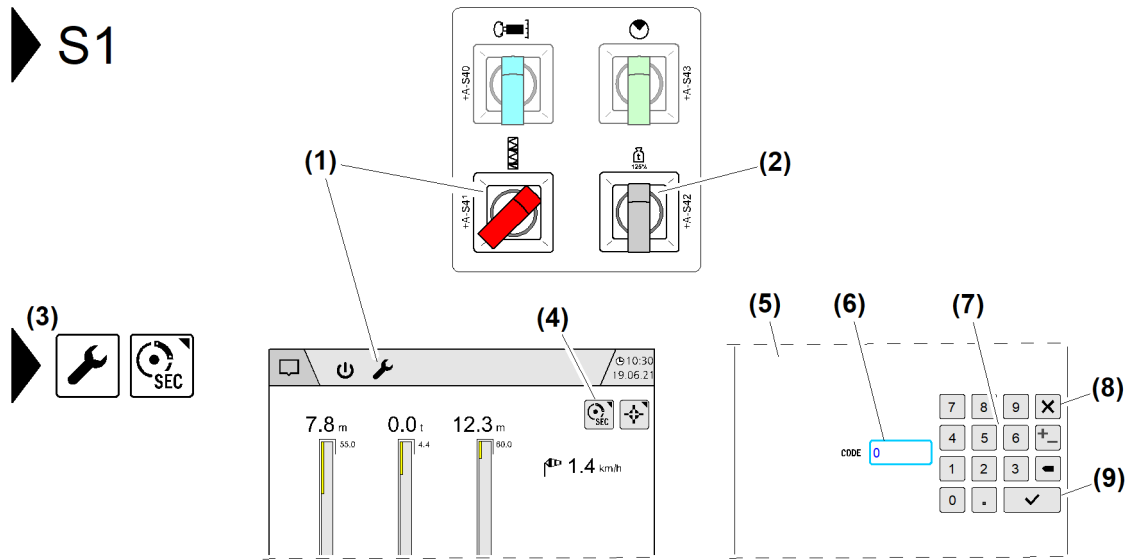 S1
+A-S40
+A-S43
(1)
t
125%
(2)
+A-S41
+A-S42
(3)
SEC
(4)
10:30
19.06.21
SEC
7.8 m
0.0 t
12.3 m
55.0
4.4
60.0
1.4 km/h
(5)
(6)
(7)
7 8 9
(8)
CODE 0
4 5 6 +_
1 2 3
(9)
0 .